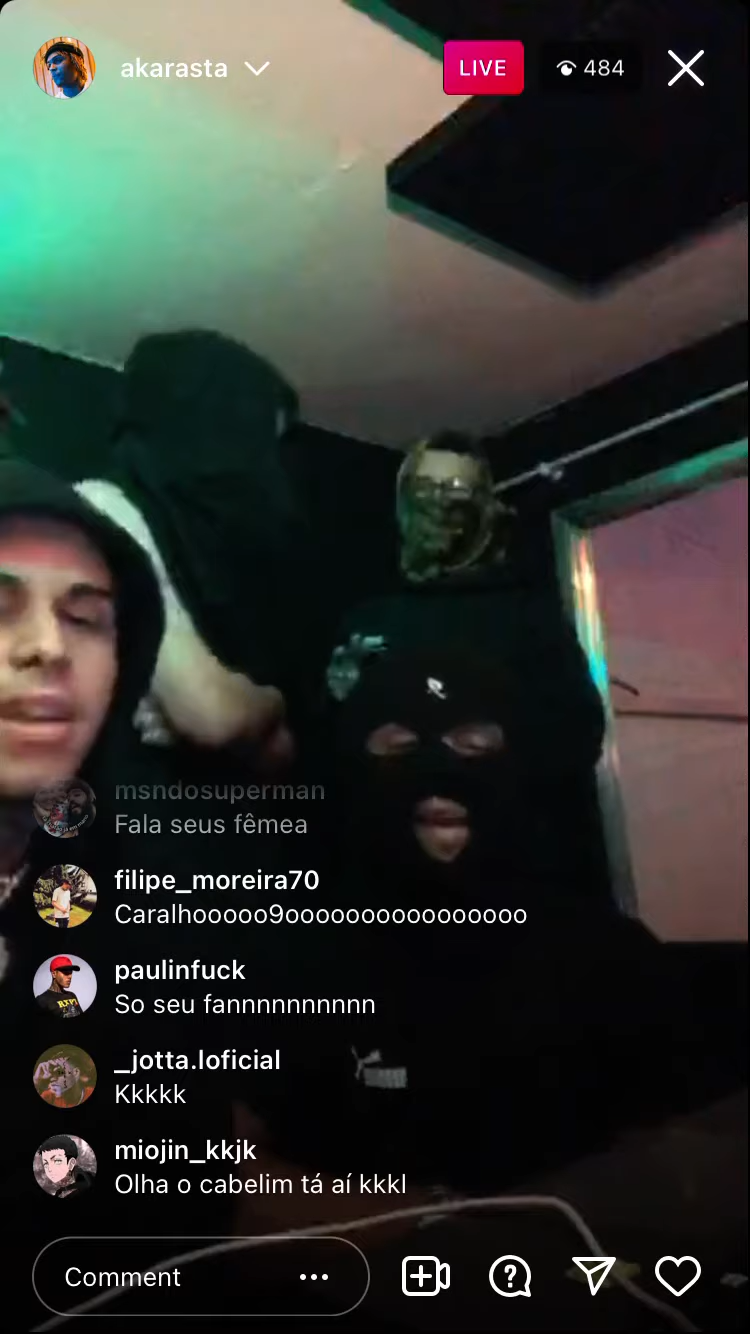 akarasta
LIVE
484
msndosuperman
Fala seus fêmea
filipe_moreira70
Caralhooooo9oooooooooooooooo
paulinfuck
So seu fannnnnnnnnn
_jotta.loficial
Kkkkk
miojin_kkjk
Olha o cabelim tá aí kkkl
Comment